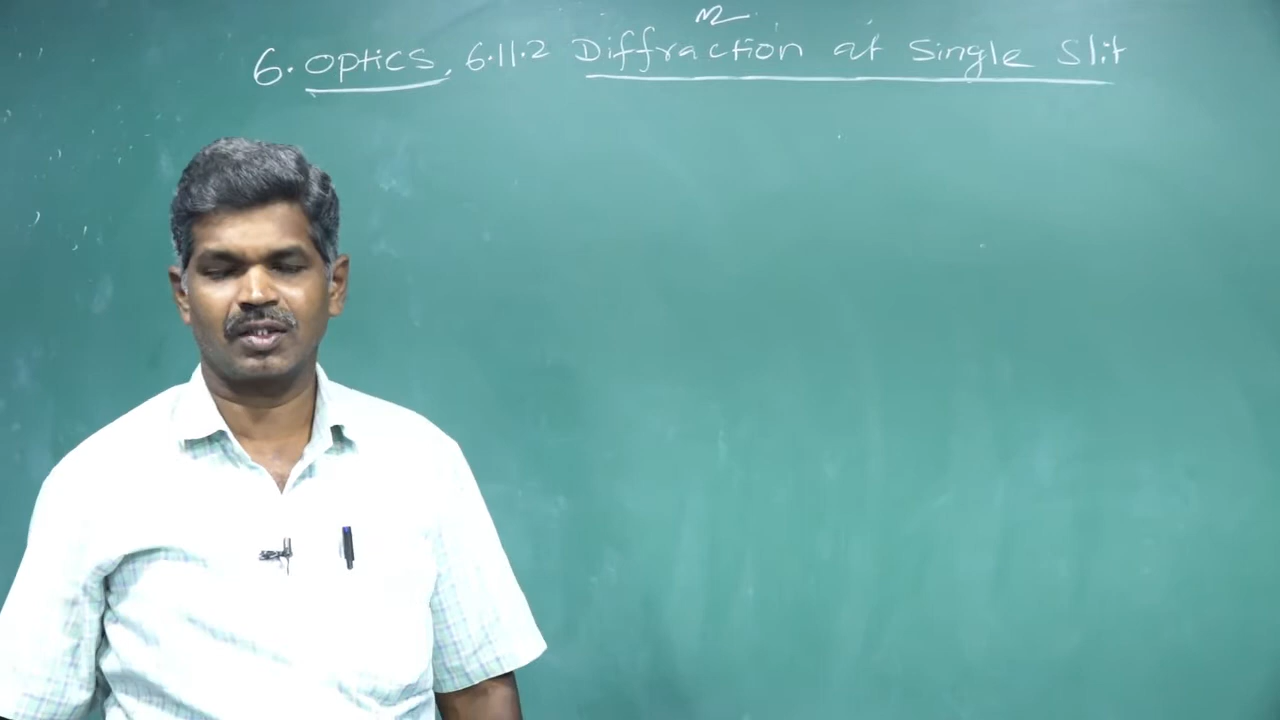 6. Optics, 6.11.2 Diffraction at Single Slit